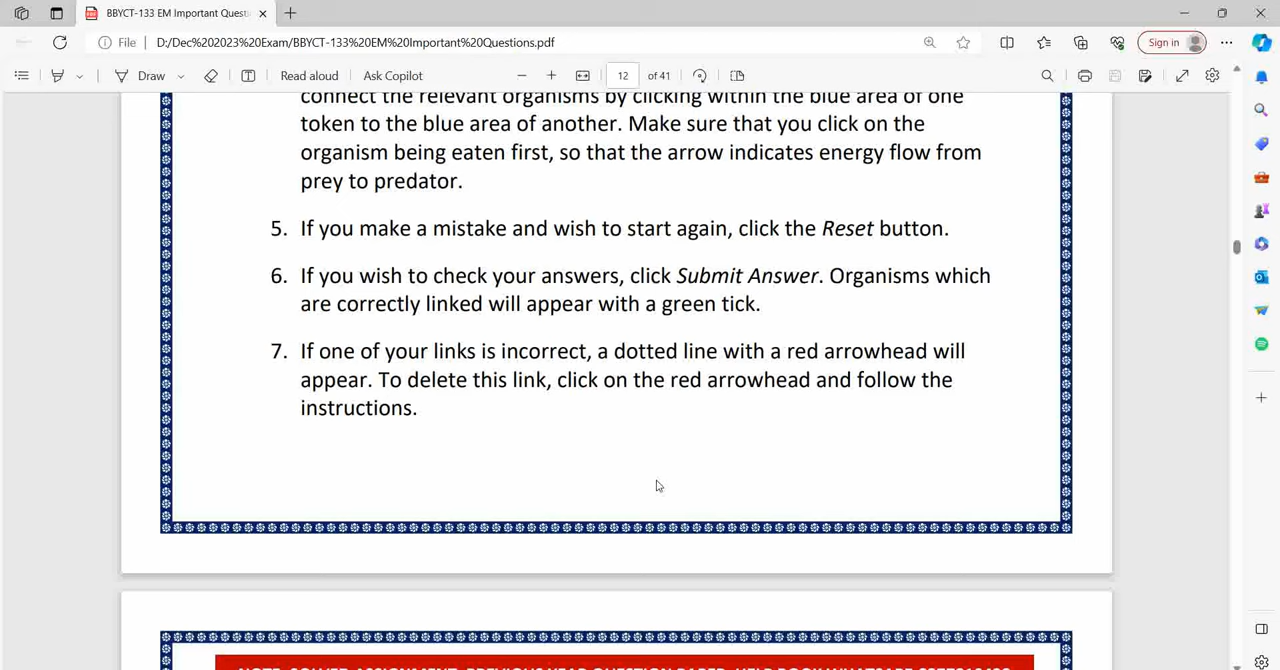 BBYCT-133 EM Important Questi
File
D:/Dec%202023%20Exam/BBYCT-133%20EM%20Important%20Questions.pdf
Sign in
Draw
Read aloud
Ask Copilot
12
of 41
connect the relevant organisms by clicking within the blue area of one
token to the blue area of another. Make sure that you click on the
organism being eaten first, so that the arrow indicates energy flow from
prey to predator.
5. If you make a mistake and wish to start again, click the Reset button.
6. If you wish to check your answers, click Submit Answer. Organisms which
are correctly linked will appear with a green tick.
7. If one of your links is incorrect, a dotted line with a red arrowhead will
appear. To delete this link, click on the red arrowhead and follow the
instructions.